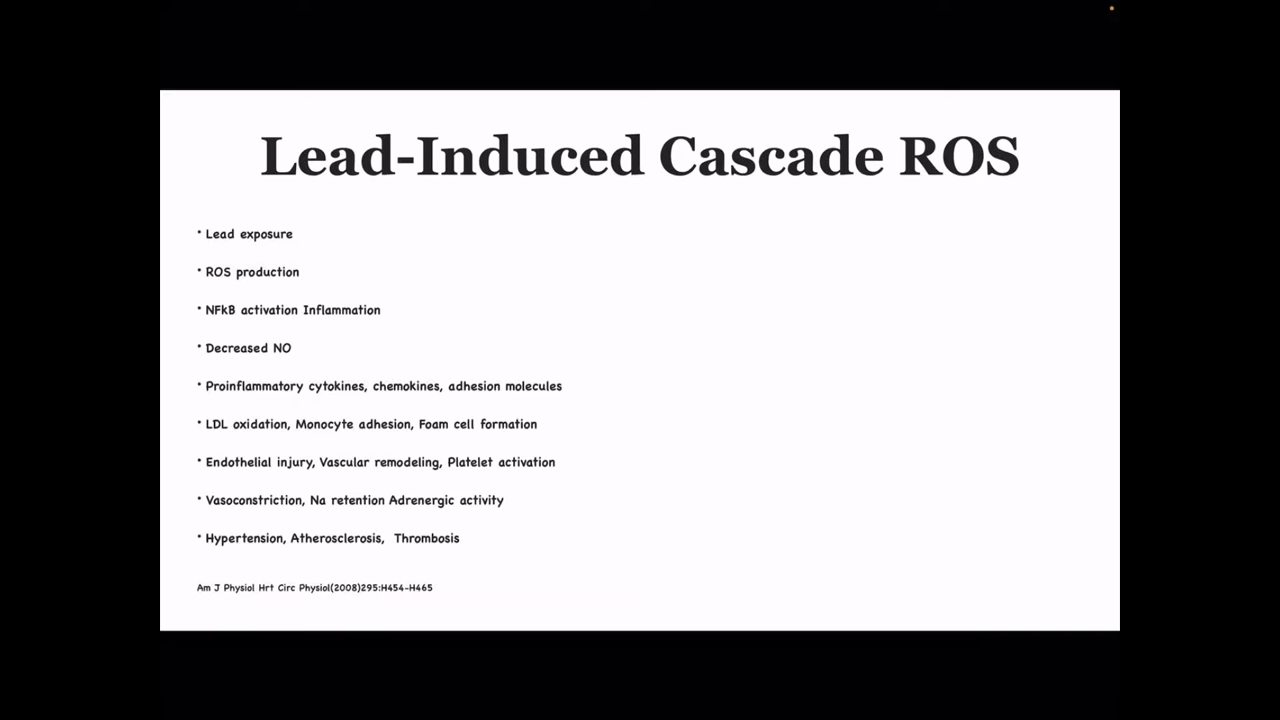 Lead-Induced Cascade ROS
* Lead exposure
* ROS production
* NFkB activation Inflammation
* Decreased NO
* Proinflammatory cytokines, chemokines, adhesion molecules
* LDL oxidation, Monocyte adhesion, Foam cell formation
* Endothelial injury, Vascular remodeling, Platelet activation
* Vasoconstriction, Na retention Adrenergic activity
* Hypertension, Atherosclerosis,  Thrombosis
Am J Physiol Hrt Circ Physiol(2008)295:H454-H465